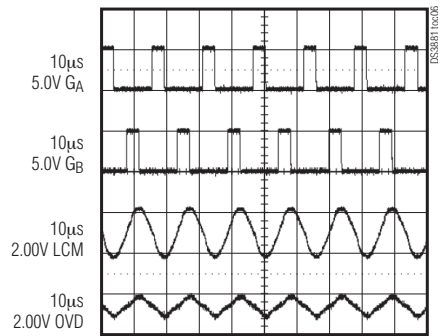 10µs
5.0V GA
10µs
5.0V GB
10µs
2.00V LCM
10µs
2.00V OVD
DS3881 toc06